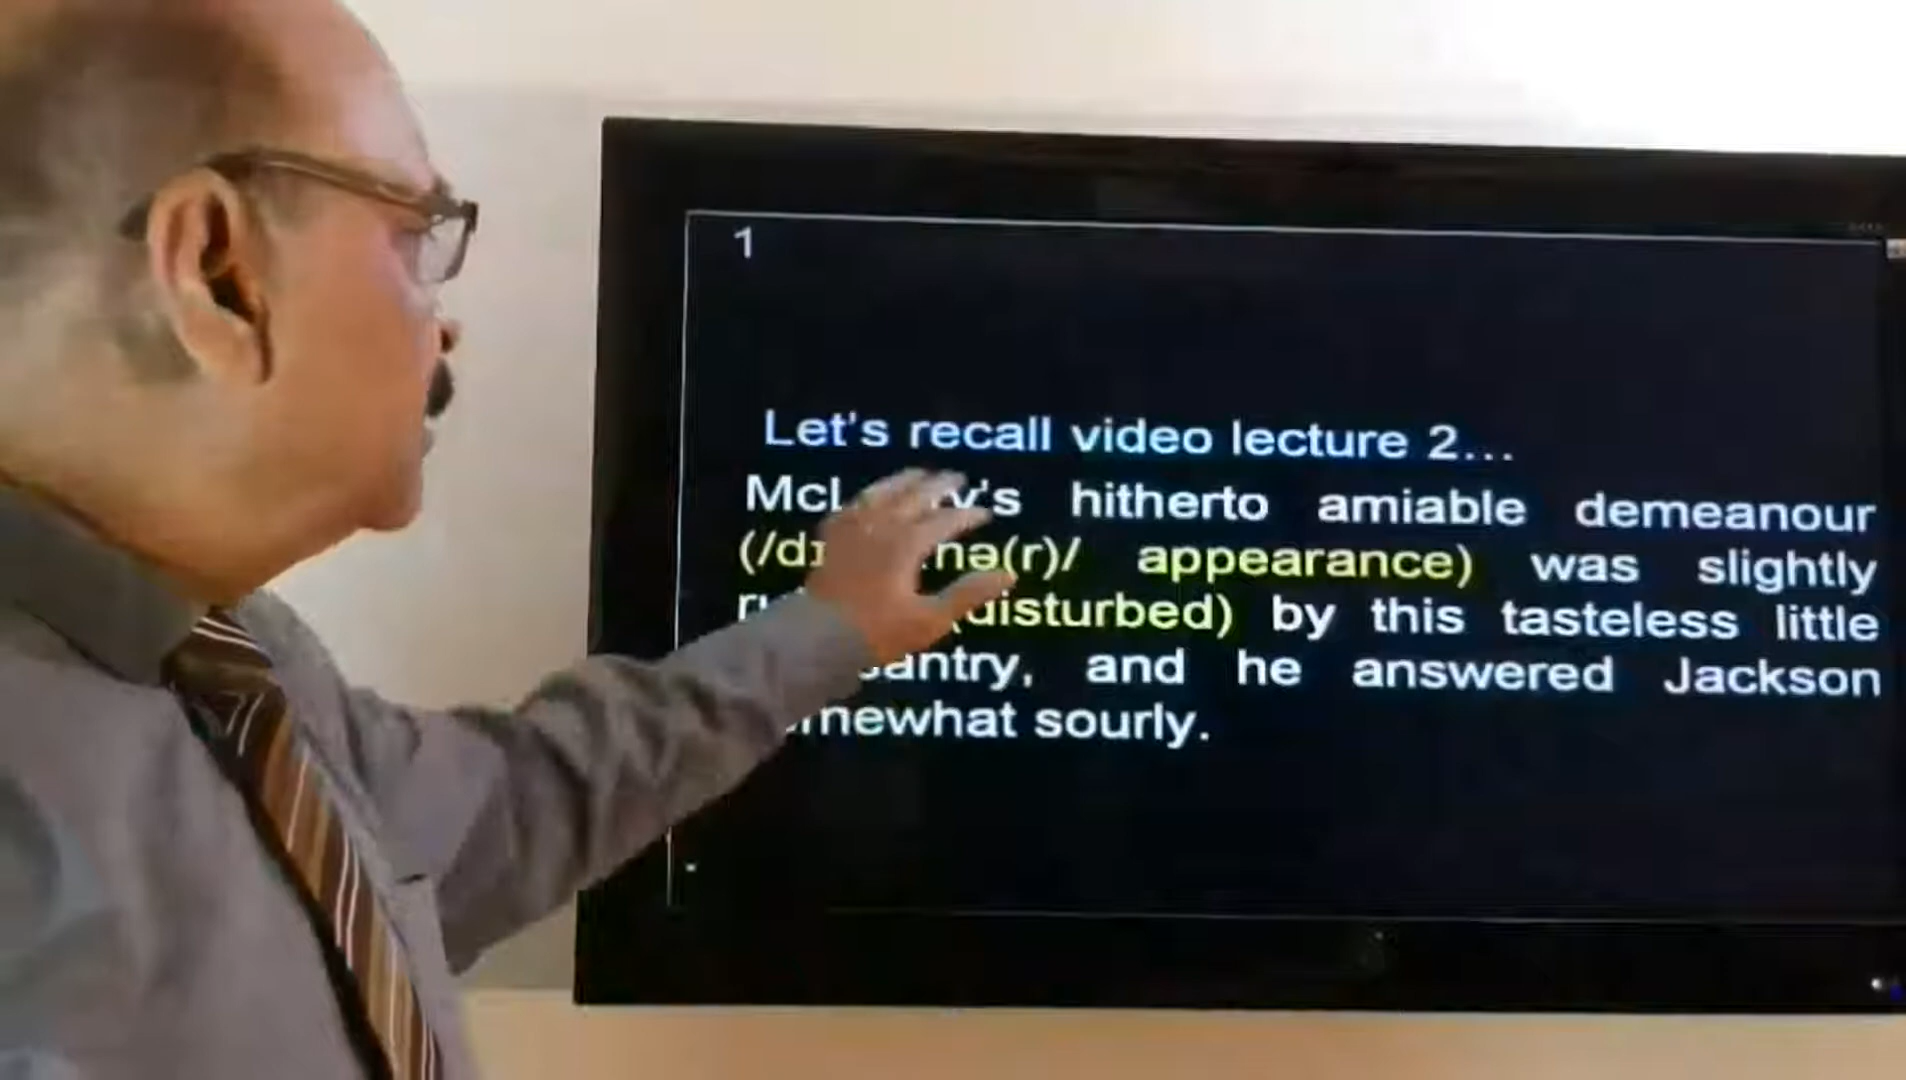 1
Let's recall video lecture 2...
hitherto amiable demeanour
appearance) was slightly
(disturbed) by this tasteless little
and he answered Jackson
sourly.